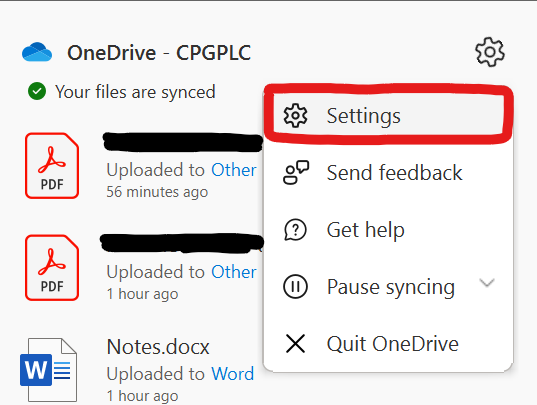 OneDrive - CPGPLC
Your files are synced
Settings
Send feedback
Get help
Pause syncing
Quit OneDrive
PDF
Uploaded to Other
56 minutes ago
PDF
Uploaded to Other
1 hour ago
W
Notes.docx
Uploaded to Word
1 hour ago